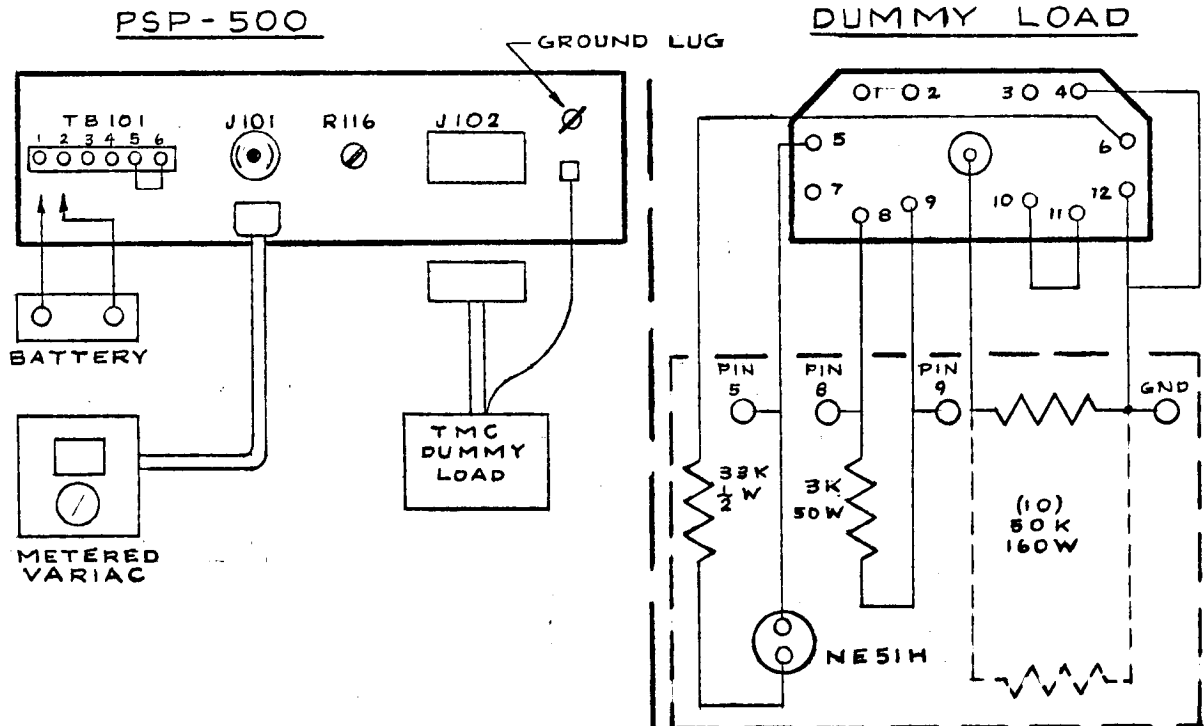 PSP-500
DUMMY LOAD
GROUND LUG
TB101
1 2 3 4 5 6
J101
R116
J102
BATTERY
METERED
VARIAC
TMC
DUMMY
LOAD
1 2 3 4
5 6
7 8 9 10 11 12
PIN
5
PIN
8
PIN
9
GND
33K
1/2 W
3K
50W
(10)
50K
160W
NE51H